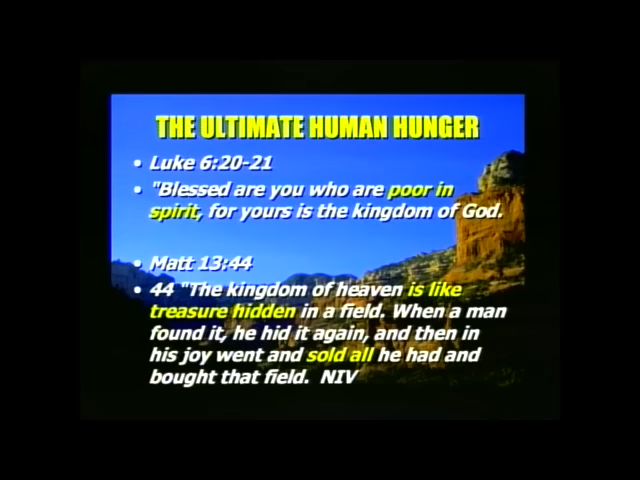 THE ULTIMATE HUMAN HUNGER
• Luke 6:20-21
• "Blessed are you who are poor in
spirit, for yours is the kingdom of God.
• Matt 13:44
• 44 "The kingdom of heaven is like
treasure hidden in a field. When a man
found it, he hid it again, and then in
his joy went and sold all he had and
bought that field.  NIV